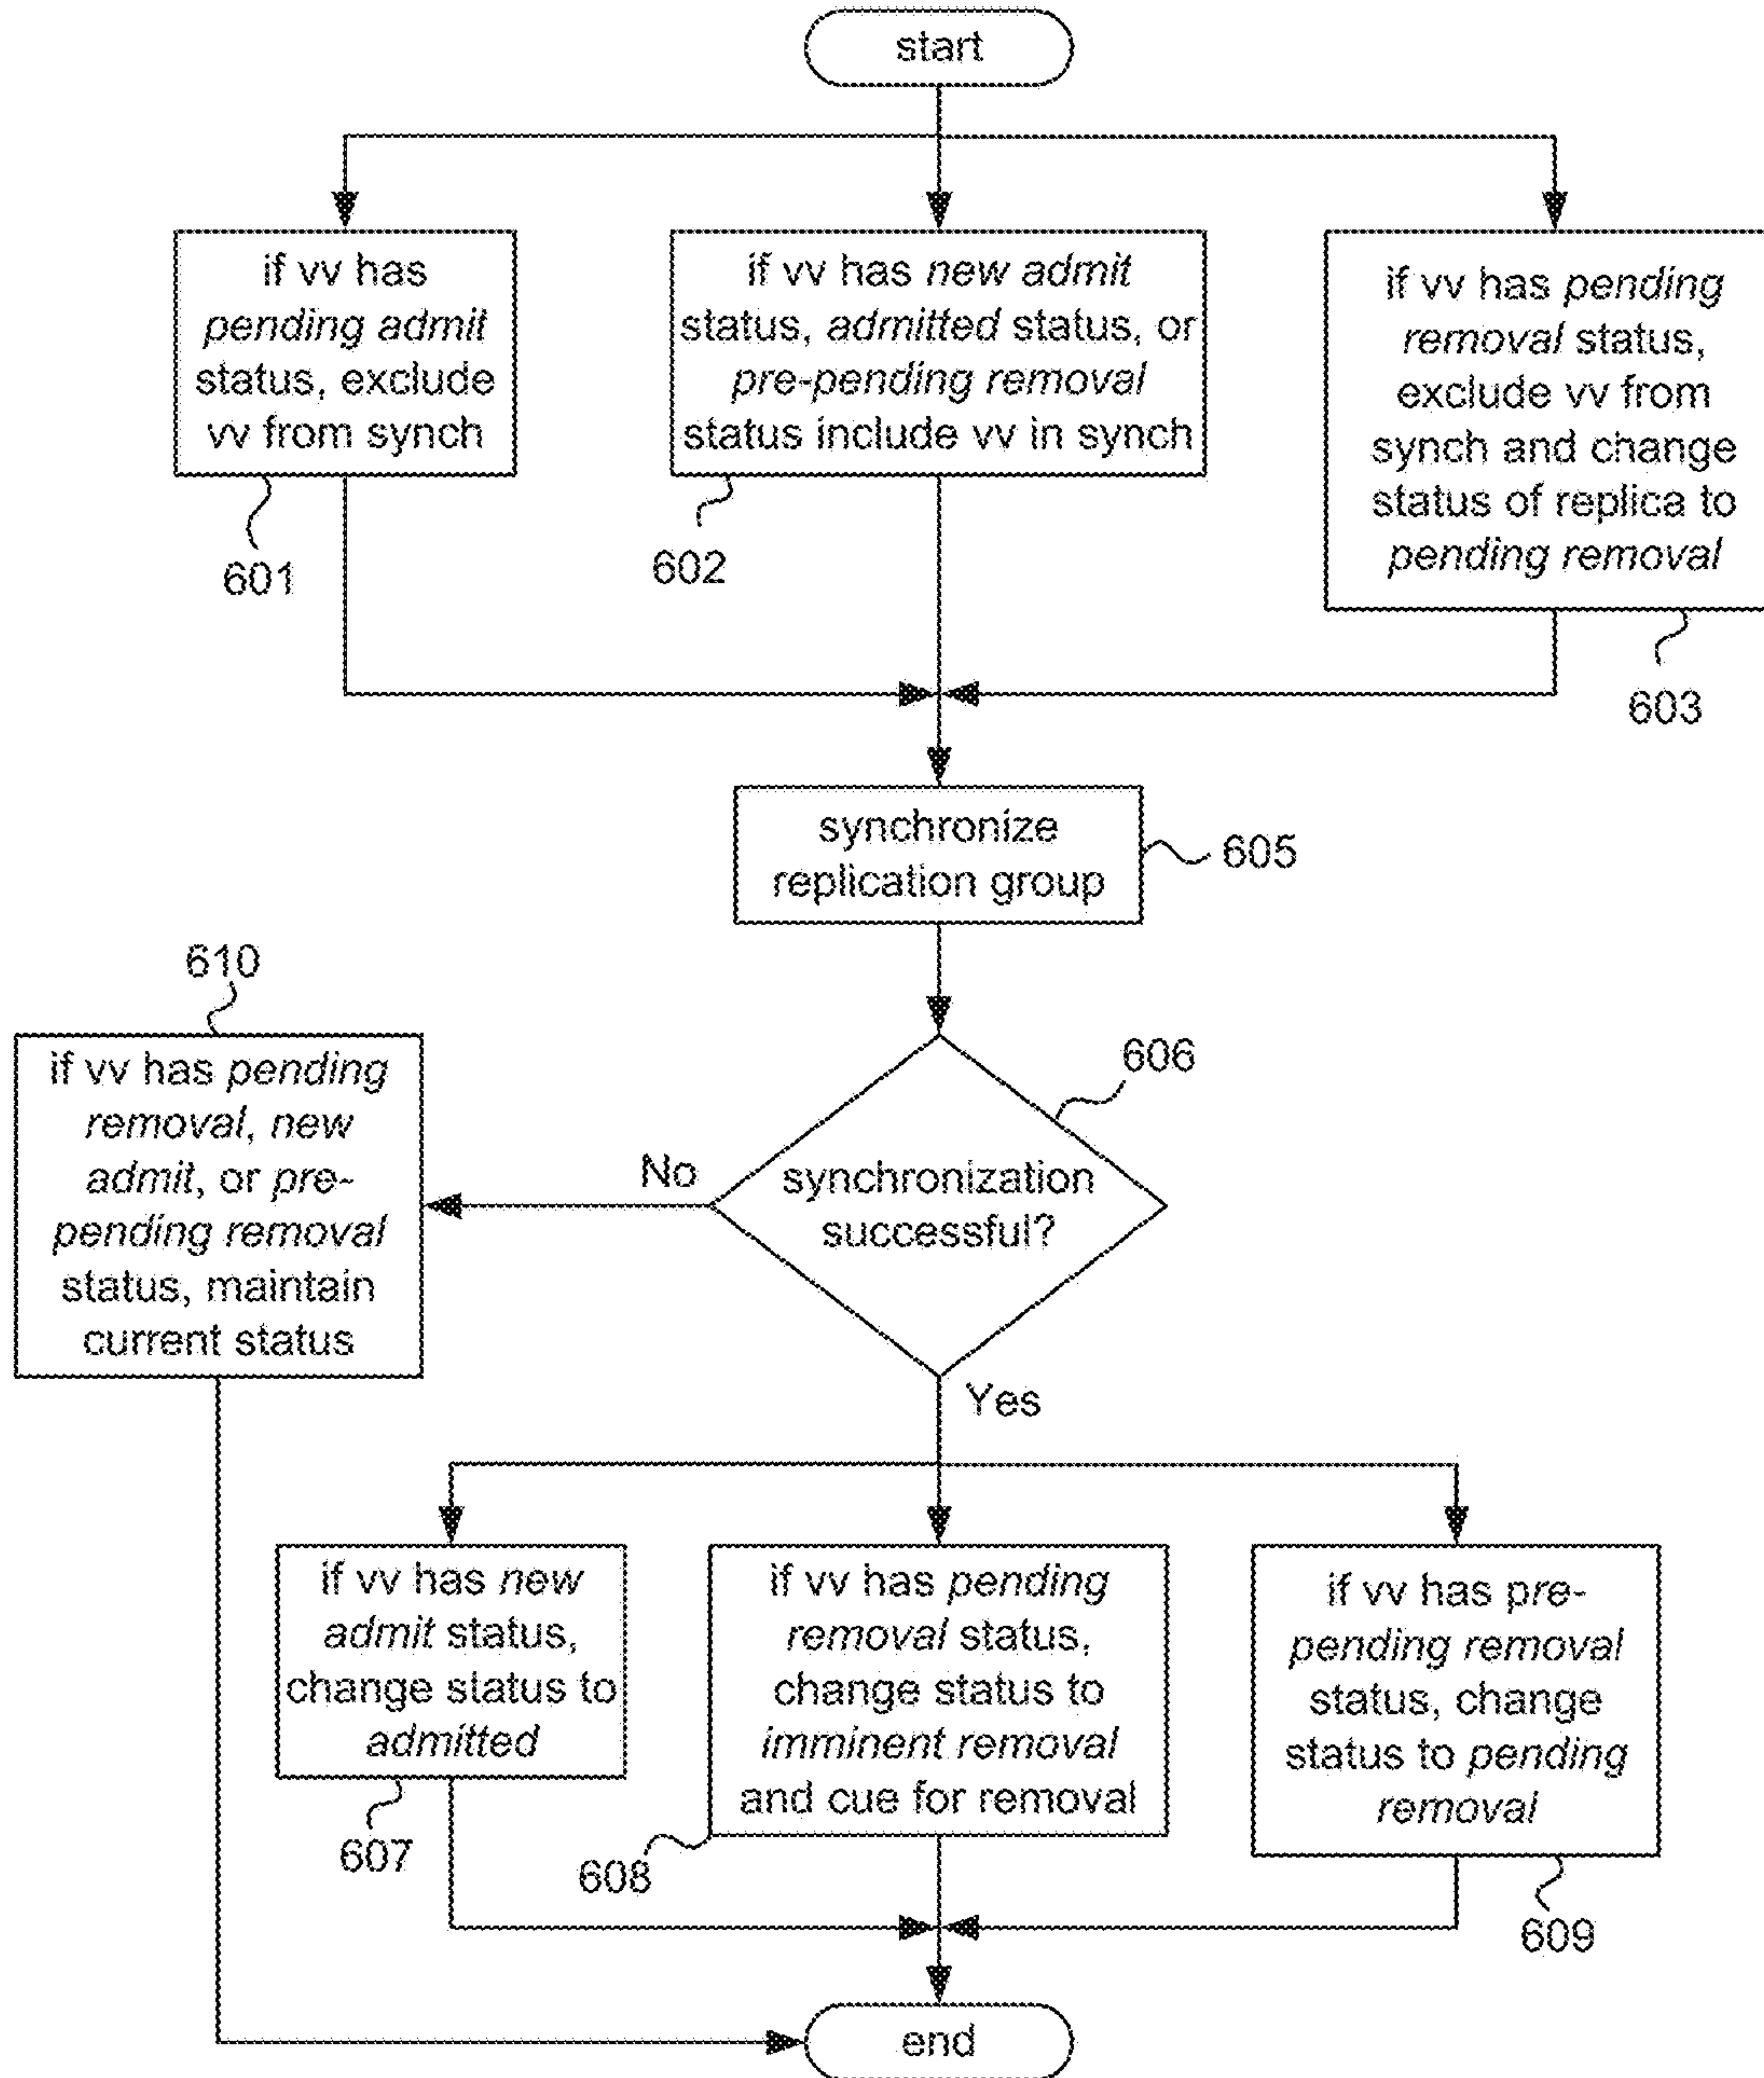 start
if vv has
pending admit
status, exclude
vv from synch
601
if vv has new admit
status, admitted status, or
pre-pending removal
status include vv in synch
602
if vv has pending
removal status,
exclude vv from
synch and change
status of replica to
pending removal
603
synchronize
replication group
605
610
if vv has pending
removal, new
admit, or pre-
pending removal
status, maintain
current status
606
No
synchronization
successful?
Yes
if vv has new
admit status,
change status to
admitted
607
if vv has pending
removal status,
change status to
imminent removal
and cue for removal
608
if vv has pre-
pending removal
status, change
status to pending
removal
609
end